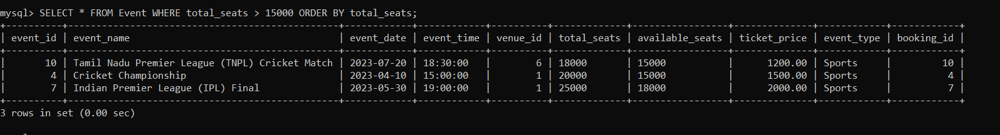 mysql> SELECT * FROM Event WHERE total_seats > 15000 ORDER BY total_seats;
+----------+------------------------------------------------+------------+------------+----------+-------------+-----------------+--------------+------------+------------+
| event_id | event_name                                     | event_date | event_time | venue_id | total_seats | available_seats | ticket_price | event_type | booking_id |
+----------+------------------------------------------------+------------+------------+----------+-------------+-----------------+--------------+------------+------------+
|       10 | Tamil Nadu Premier League (TNPL) Cricket Match | 2023-07-20 | 18:30:00   |        6 | 18000       | 15000           |      1200.00 | Sports     |         10 |
|        4 | Cricket Championship                           | 2023-04-10 | 15:00:00   |        1 | 20000       | 15000           |      1500.00 | Sports     |          4 |
|        7 | Indian Premier League (IPL) Final              | 2023-05-30 | 19:00:00   |        1 | 25000       | 18000           |      2000.00 | Sports     |          7 |
+----------+------------------------------------------------+------------+------------+----------+-------------+-----------------+--------------+------------+------------+
3 rows in set (0.00 sec)